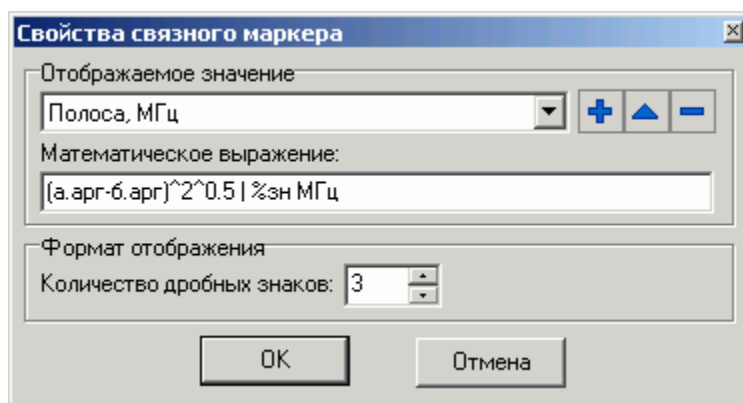 Свойства связного маркера
Отображаемое значение
Полоса, МГц
Математическое выражение:
(а.арг-б.арг)^2^0.5 | %зн МГц
Формат отображения
Количество дробных знаков: 3
OK Отмена